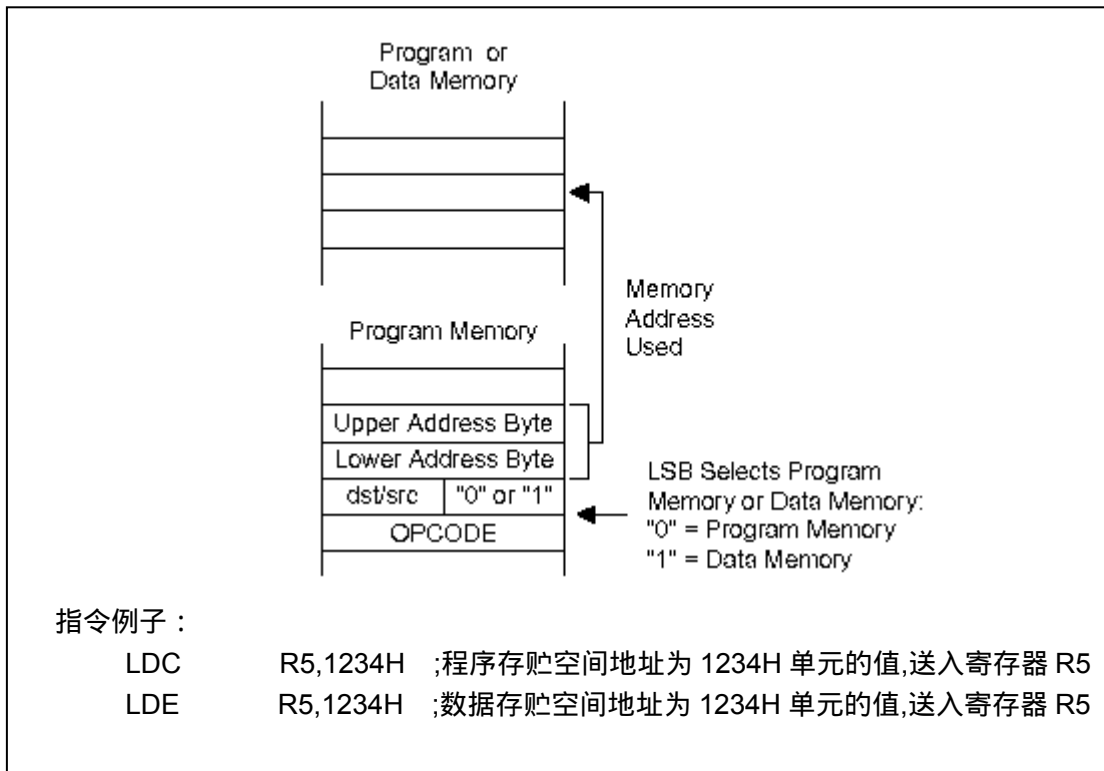 Program or
Data Memory
Memory
Address
Used
Program Memory
Upper Address Byte
Lower Address Byte
dst/src "0" or "1"
OPCODE
LSB Selects Program
Memory or Data Memory:
"0" = Program Memory
"1" = Data Memory
指令例子：
LDC R5,1234H ;程序存贮空间地址为 1234H 单元的值,送入寄存器 R5
LDE R5,1234H ;数据存贮空间地址为 1234H 单元的值,送入寄存器 R5